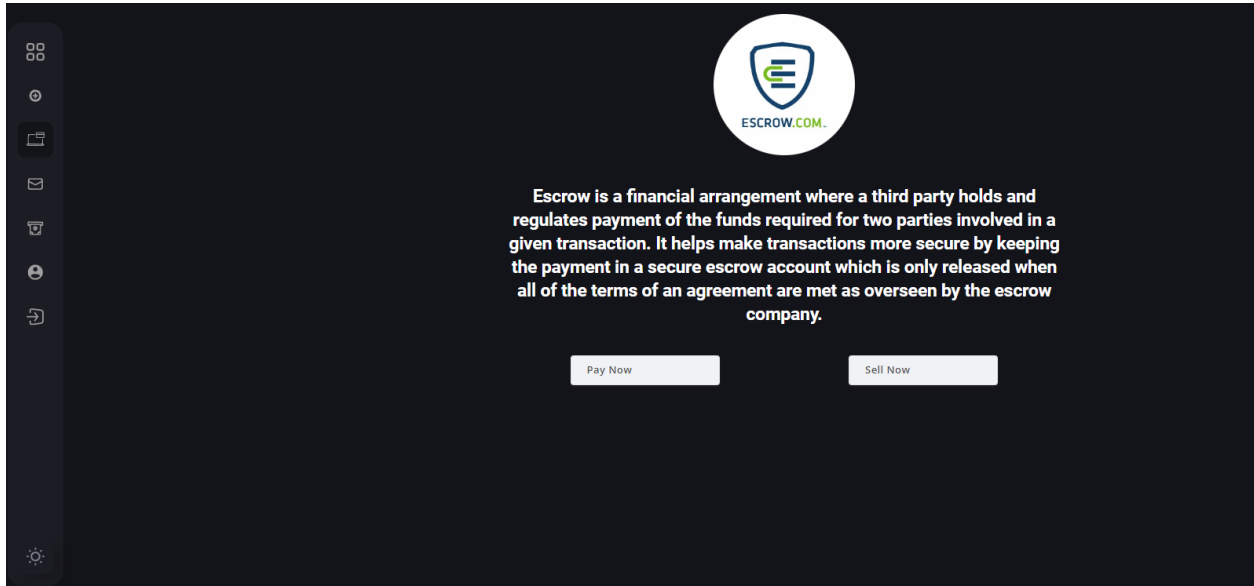 ESCROW.COM
Escrow is a financial arrangement where a third party holds and
regulates payment of the funds required for two parties involved in a
given transaction. It helps make transactions more secure by keeping
the payment in a secure escrow account which is only released when
all of the terms of an agreement are met as overseen by the escrow
company.
Pay Now
Sell Now